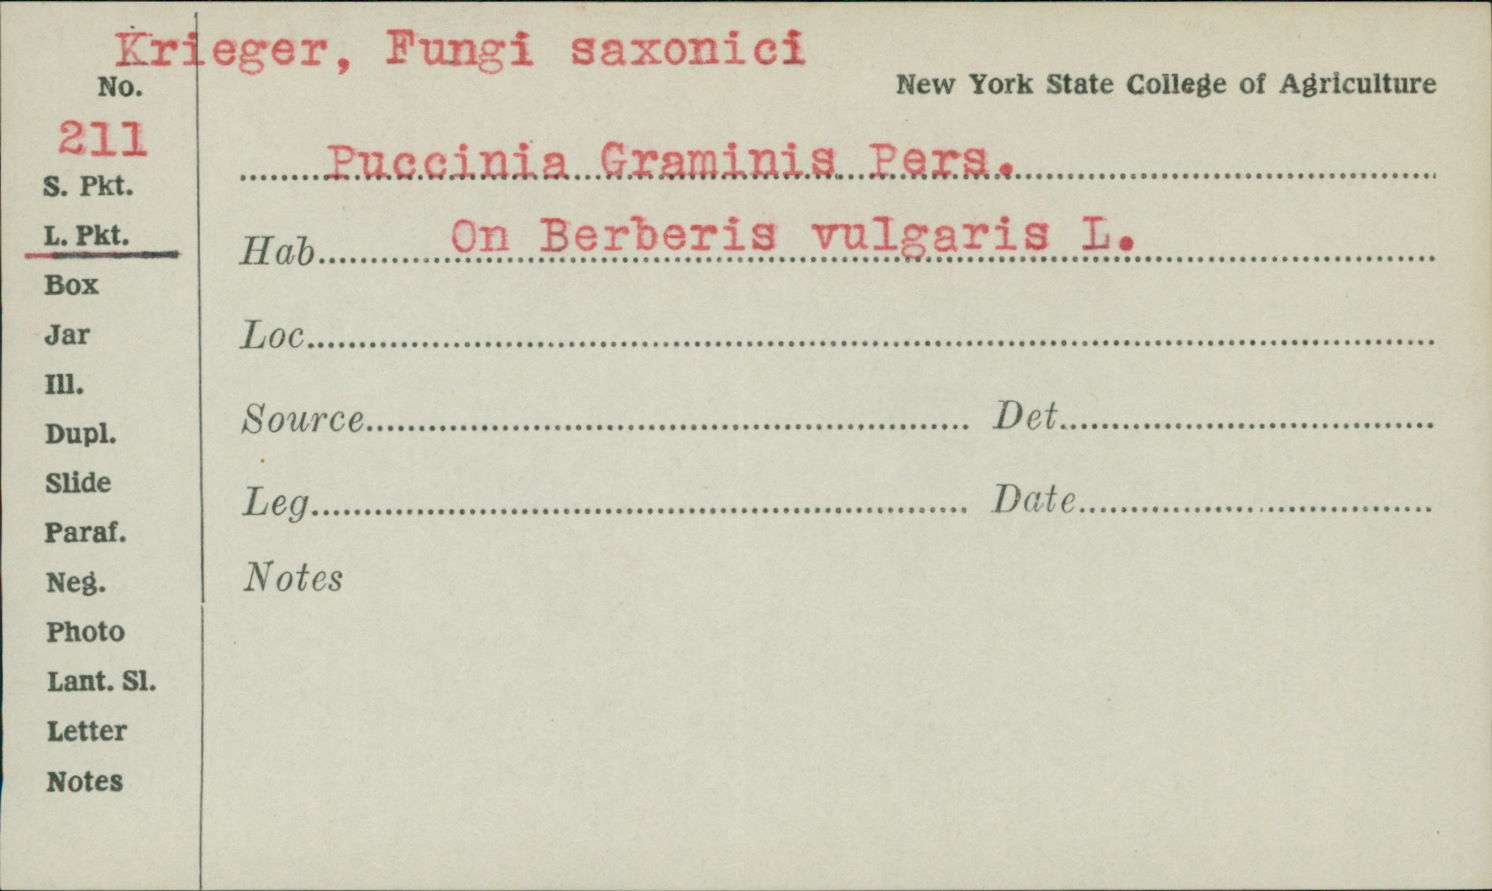 Krieger, Fungi saxonici
No.
New York State College of Agriculture
211
Puccinia Graminis Pers.
S. Pkt.
L. Pkt.
Hab. On Berberis vulgaris L.
Box
Jar
Loc.
Ill.
Dupl.
Source Det.
Slide
Leg. Date
Paraf.
Neg.
Notes
Photo
Lant. Sl.
Letter
Notes